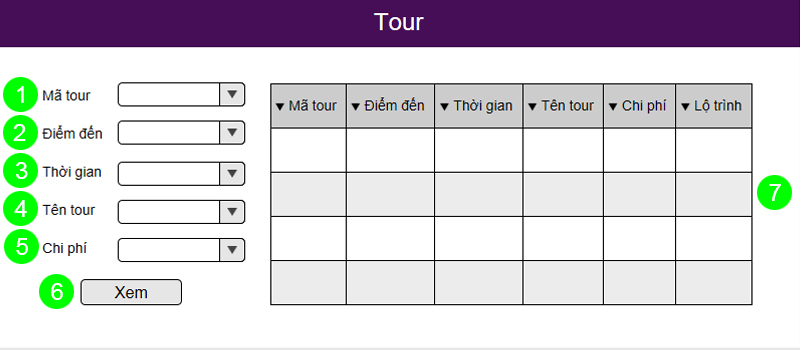 Tour
1 Mã tour
2 Điểm đến
3 Thời gian
4 Tên tour
5 Chi phí
6 Xem
Mã tour Điểm đến Thời gian Tên tour Chi phí Lộ trình
7